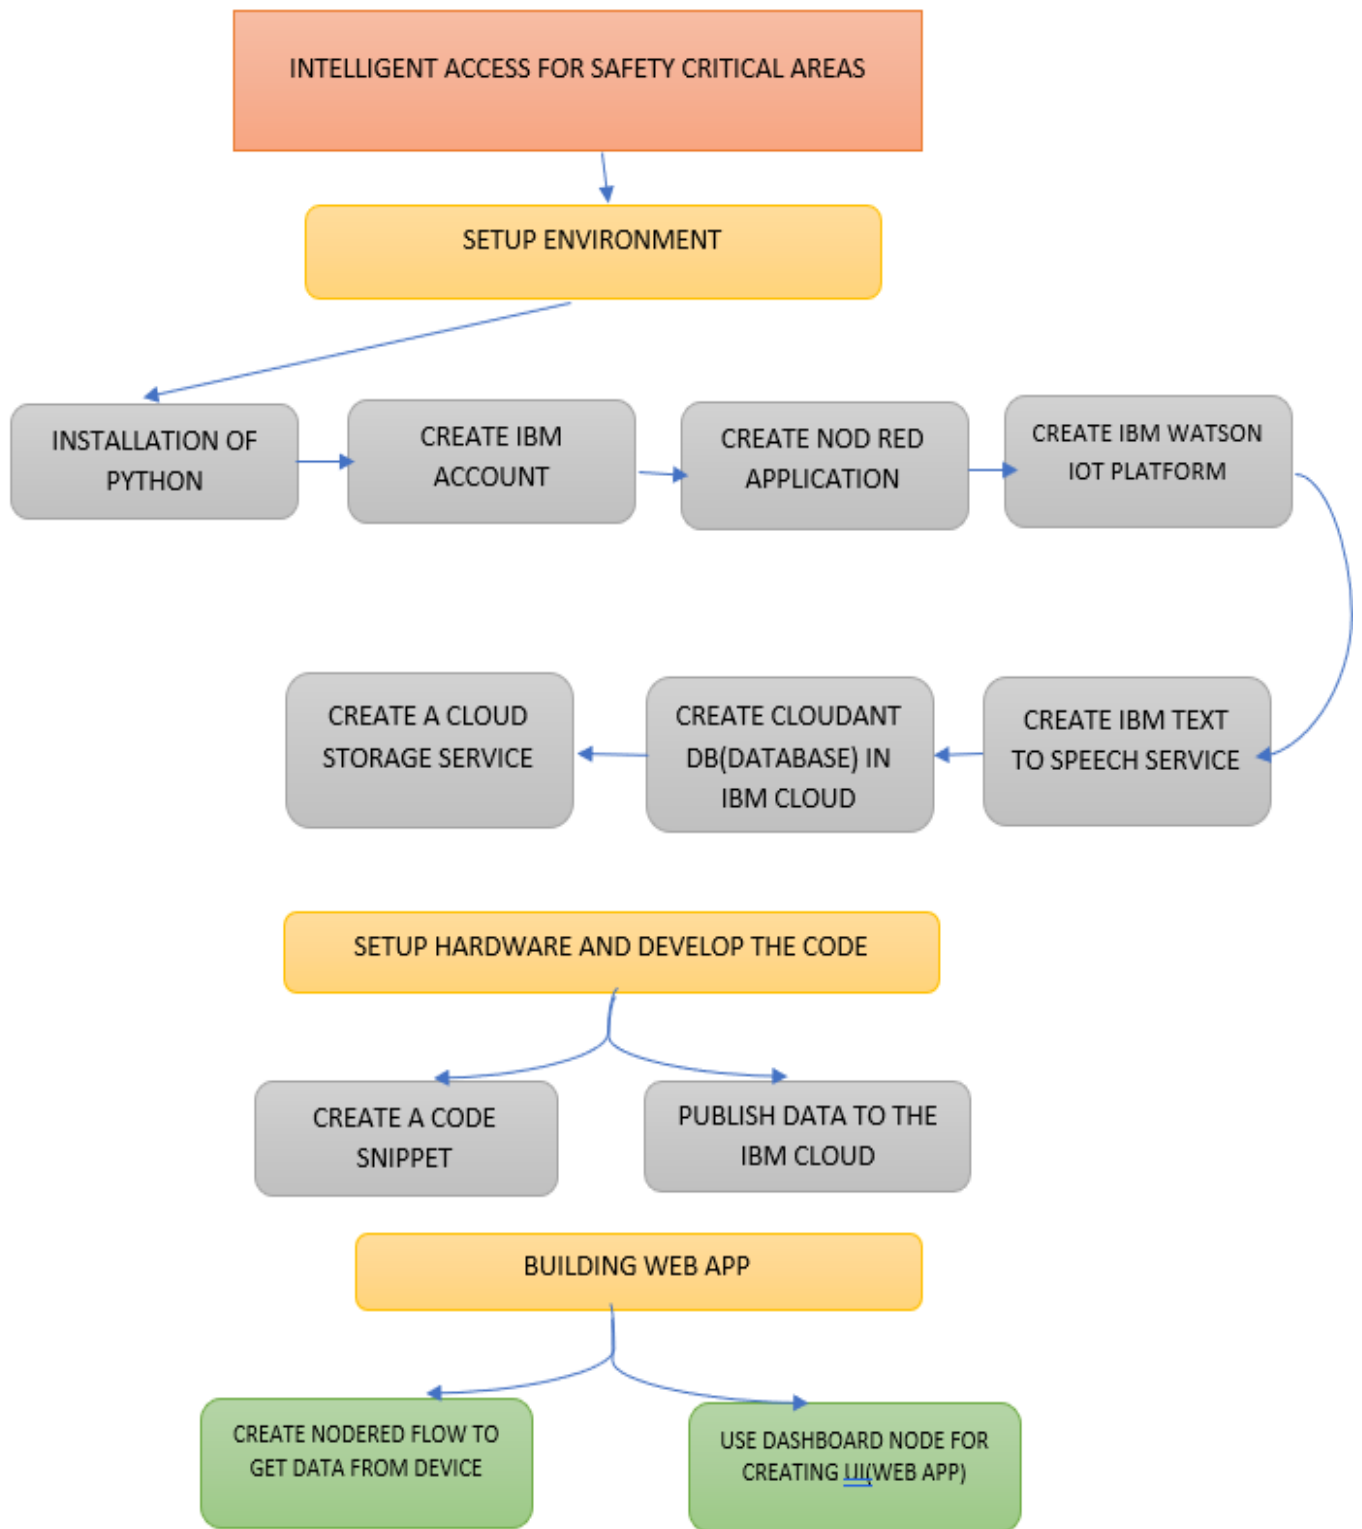 INTELLIGENT ACCESS FOR SAFETY CRITICAL AREAS
SETUP ENVIRONMENT
INSTALLATION OF
PYTHON
CREATE IBM
ACCOUNT
CREATE NOD RED
APPLICATION
CREATE IBM WATSON
IOT PLATFORM
CREATE A CLOUD
STORAGE SERVICE
CREATE CLOUDANT
DB(DATABASE) IN
IBM CLOUD
CREATE IBM TEXT
TO SPEECH SERVICE
SETUP HARDWARE AND DEVELOP THE CODE
CREATE A CODE
SNIPPET
PUBLISH DATA TO THE
IBM CLOUD
BUILDING WEB APP
CREATE NODERED FLOW TO
GET DATA FROM DEVICE
USE DASHBOARD NODE FOR
CREATING UI(WEB APP)